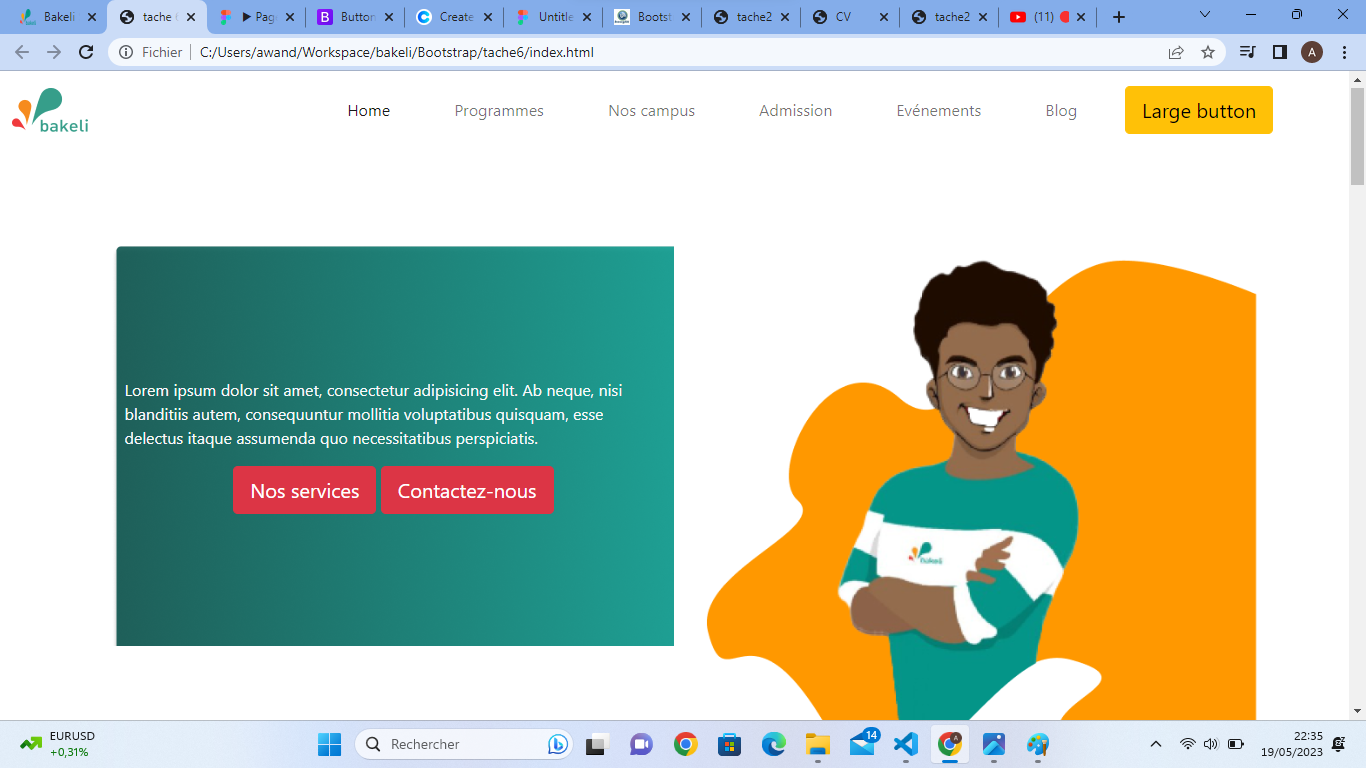 Bakeli
tache 6
Page
Button
Create
Untitle
Bootst
tache2
CV
tache2
(11)
Fichier
C:/Users/awand/Workspace/bakeli/Bootstrap/tache6/index.html
A
bakeli
Home
Programmes
Nos campus
Admission
Evénements
Blog
Large button
Lorem ipsum dolor sit amet, consectetur adipisicing elit. Ab neque, nisi
blanditiis autem, consequuntur mollitia voluptatibus quisquam, esse
delectus itaque assumenda quo necessitatibus perspiciatis.
Nos services
Contactez-nous
EURUSD
+0,31%
Rechercher
14
22:35
19/05/2023